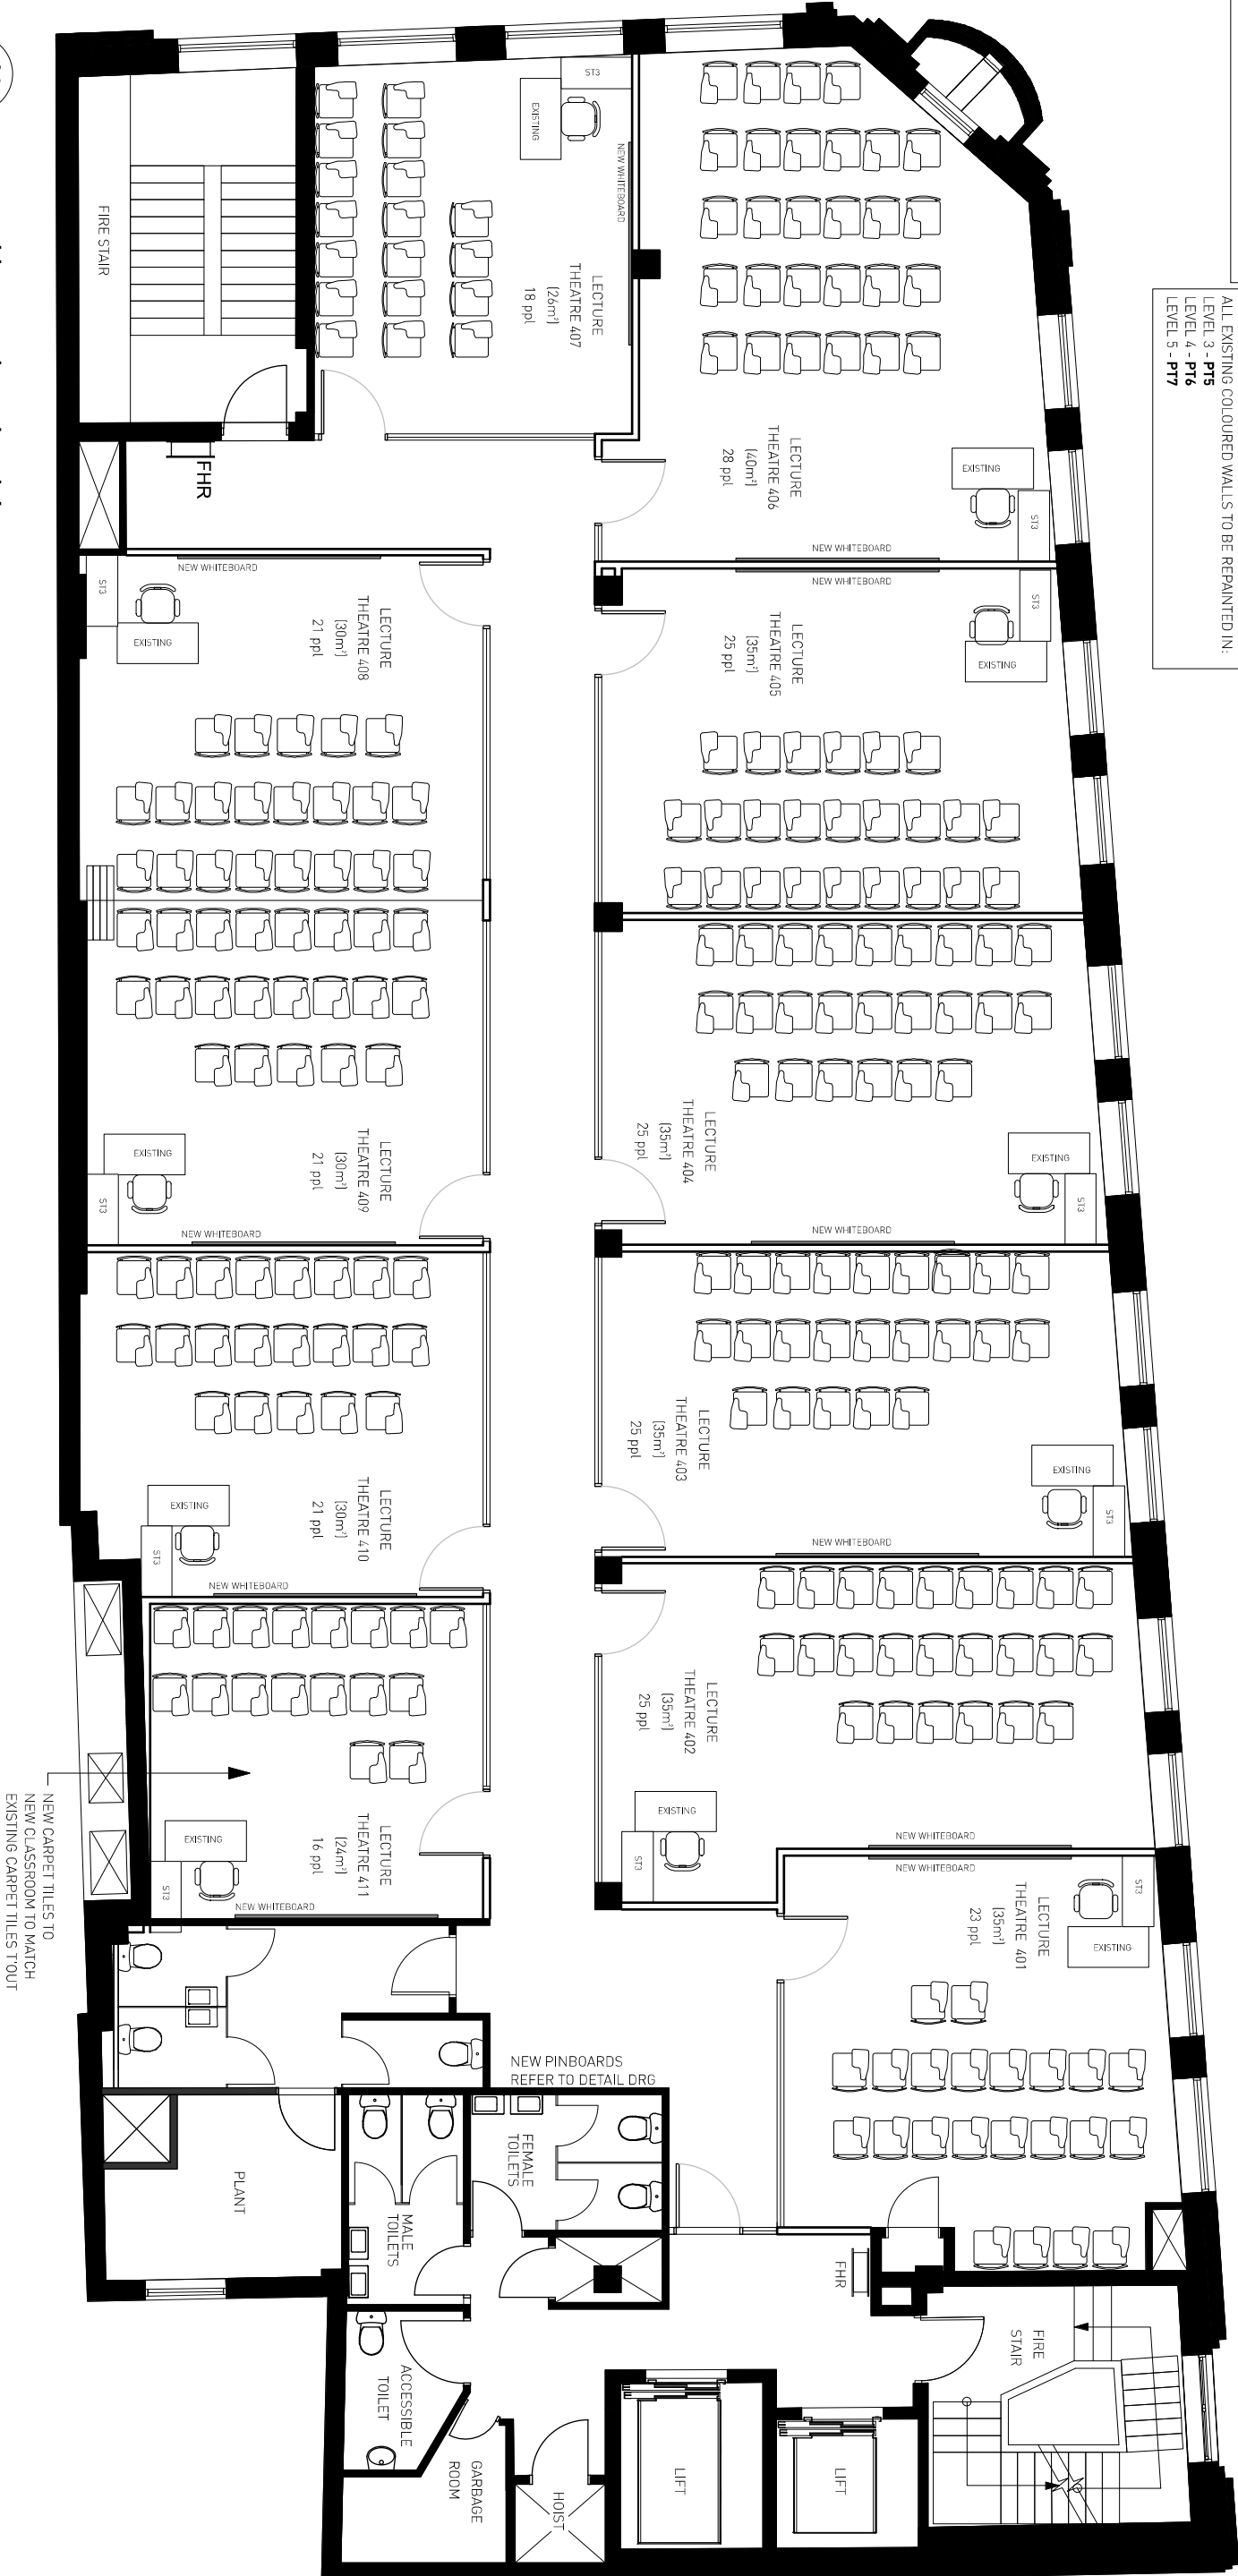 ALL EXISTING COLOURED WALLS TO BE REPAINTED IN:
LEVEL 3 - PT5
LEVEL 4 - PT6
LEVEL 5 - PT7
ST3
EXISTING
NEW WHITEBOARD
LECTURE
THEATRE 407
(26m²)
18 ppl
FIRE STAIR
FHR
LECTURE
THEATRE 406
(40m²)
28 ppl
EXISTING
ST3
NEW WHITEBOARD
NEW WHITEBOARD
ST3
EXISTING
LECTURE
THEATRE 405
(35m²)
25 ppl
NEW WHITEBOARD
ST3
EXISTING
LECTURE
THEATRE 408
(30m²)
21 ppl
LECTURE
THEATRE 409
(30m²)
21 ppl
EXISTING
ST3
NEW WHITEBOARD
LECTURE
THEATRE 404
(35m²)
25 ppl
EXISTING
ST3
NEW WHITEBOARD
LECTURE
THEATRE 403
(35m²)
25 ppl
EXISTING
ST3
NEW WHITEBOARD
LECTURE
THEATRE 410
(30m²)
21 ppl
EXISTING
ST3
NEW WHITEBOARD
LECTURE
THEATRE 402
(35m²)
25 ppl
EXISTING
ST3
NEW WHITEBOARD
LECTURE
THEATRE 411
(24m²)
16 ppl
EXISTING
ST3
NEW WHITEBOARD
NEW CARPET TILES TO
NEW CLASSROOM TO MATCH
EXISTING CARPET TILES T'OUT
NEW WHITEBOARD
ST3
EXISTING
LECTURE
THEATRE 401
(35m²)
23 ppl
NEW PINBOARDS
REFER TO DETAIL DRG
FEMALE
TOILETS
MALE
TOILETS
PLANT
FHR
FIRE
STAIR
ACCESSIBLE
TOILET
GARBAGE
ROOM
HOIST
LIFT
LIFT